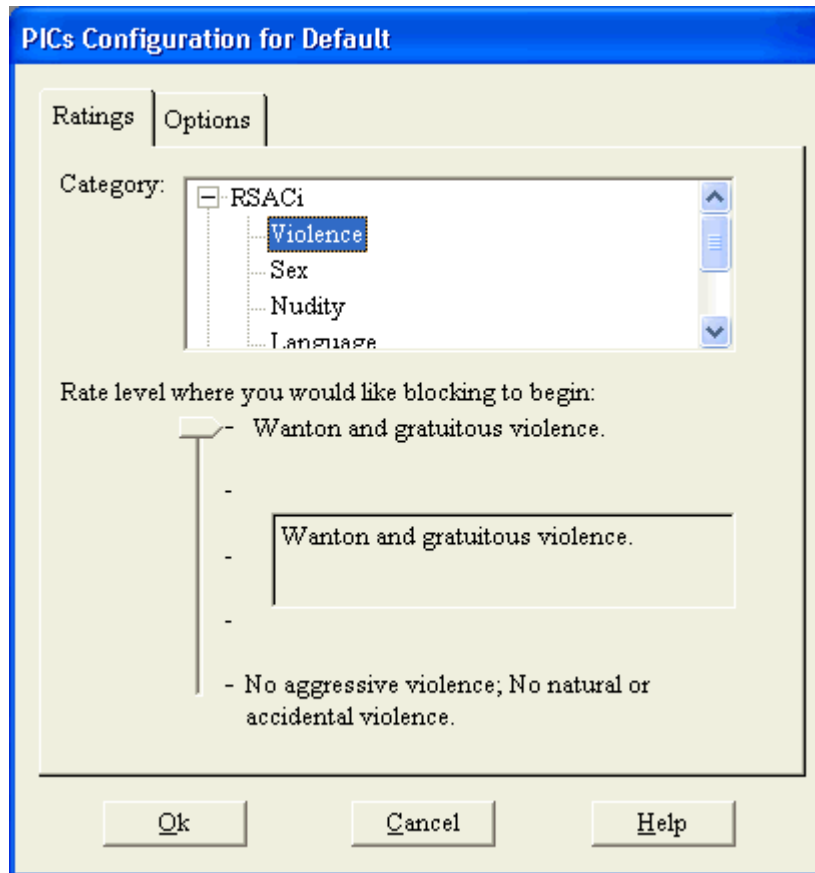 PICs Configuration for Default
Ratings
Options
Category:
RSACi
Violence
Sex
Nudity
Language
Rate level where you would like blocking to begin:
- Wanton and gratuitous violence.
-
Wanton and gratuitous violence.
-
-
- No aggressive violence; No natural or
accidental violence.
Ok
Cancel
Help